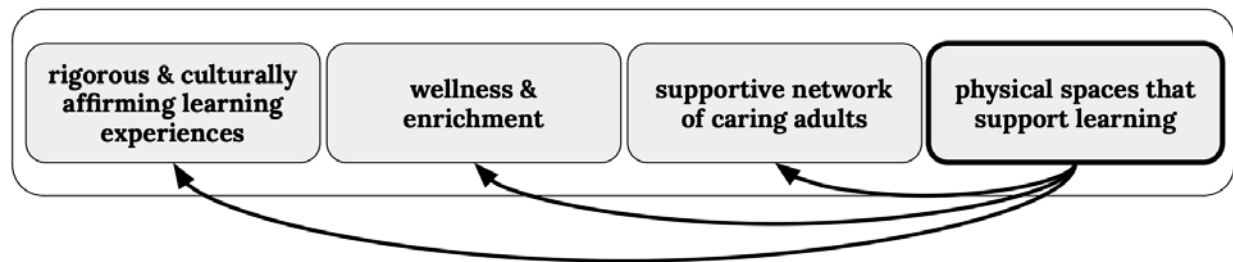 rigorous & culturally
affirming learning
experiences
wellness &
enrichment
supportive network
of caring adults
physical spaces that
support learning